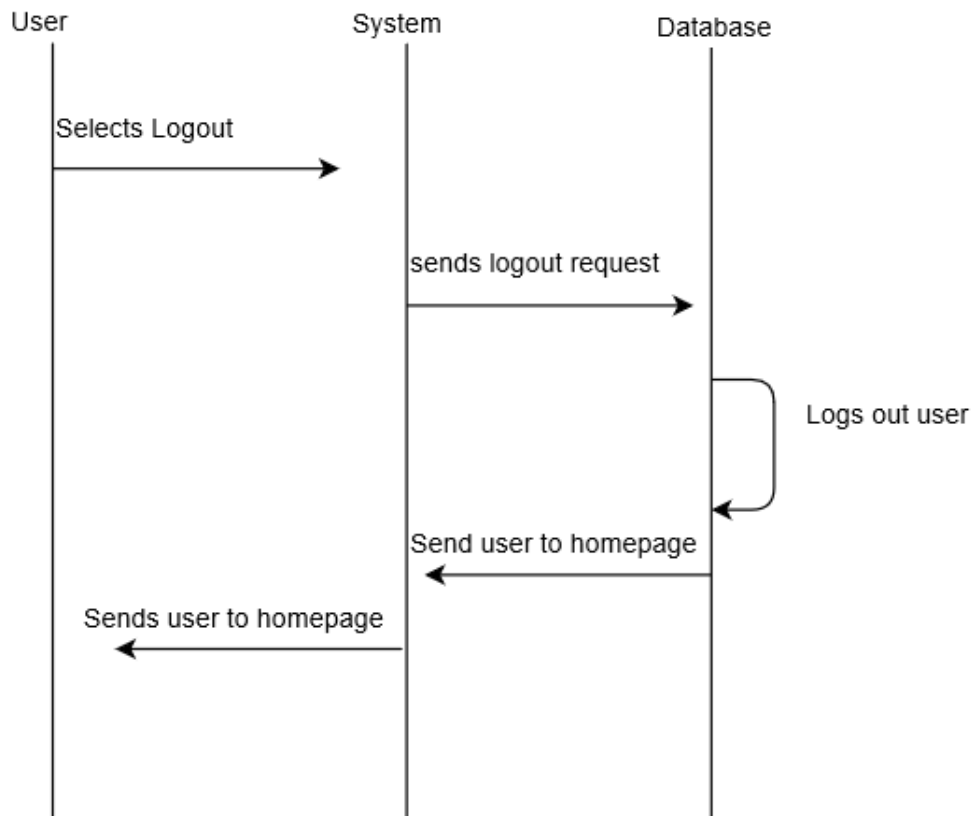 User
System
Database
Selects Logout
sends logout request
Logs out user
Send user to homepage
Sends user to homepage